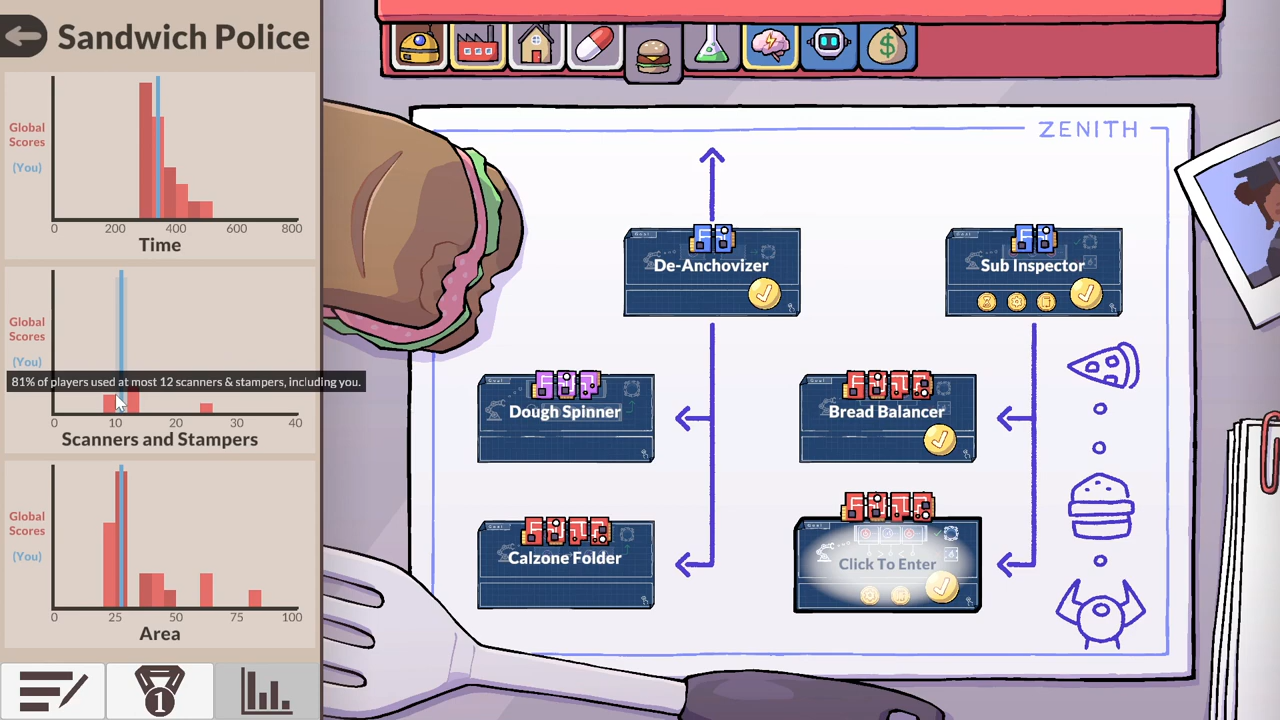 Sandwich Police
Global
Scores
(You)
0
200
400
600
800
Time
Global
Scores
(You)
81% of players used at most 12 scanners & stampers, including you.
0
10
20
30
40
Scanners and Stampers
Global
Scores
(You)
0
25
50
75
100
Area
1
$
ZENITH
De-Anchovizer
Sub Inspector
Dough Spinner
Bread Balancer
Calzone Folder
Click To Enter